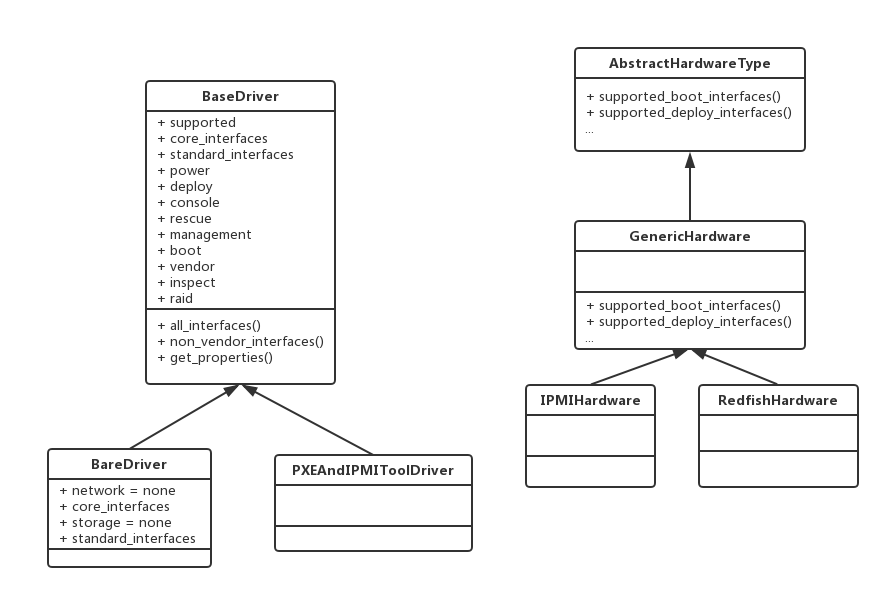 BaseDriver
+ supported
+ core_interfaces
+ standard_interfaces
+ power
+ deploy
+ console
+ rescue
+ management
+ boot
+ vendor
+ inspect
+ raid
+ all_interfaces()
+ non_vendor_interfaces()
+ get_properties()
BareDriver
+ network = none
+ core_interfaces
+ storage = none
+ standard_interfaces
PXEAndIPMIToolDriver
AbstractHardwareType
+ supported_boot_interfaces()
+ supported_deploy_interfaces()
...
GenericHardware
+ supported_boot_interfaces()
+ supported_deploy_interfaces()
...
IPMIHardware
RedfishHardware